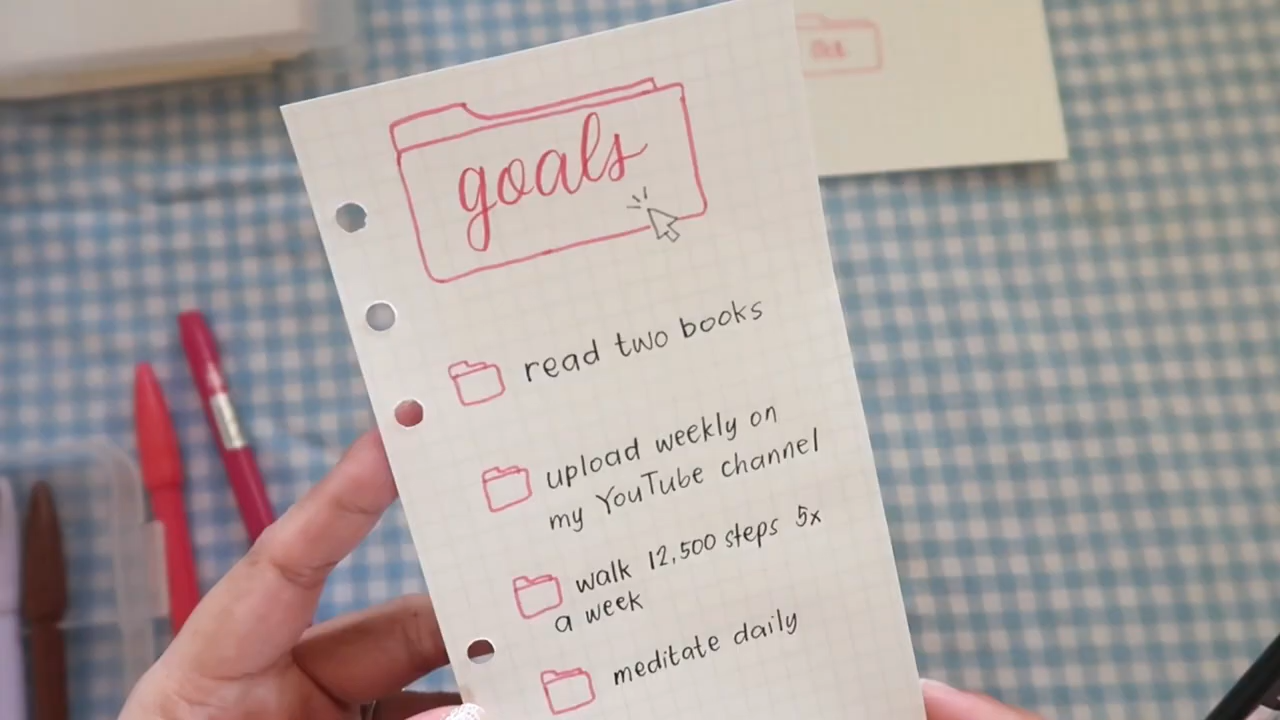 goals
read two books
upload weekly on
my YouTube channel
walk 12,500 steps 5x
a week
meditate daily